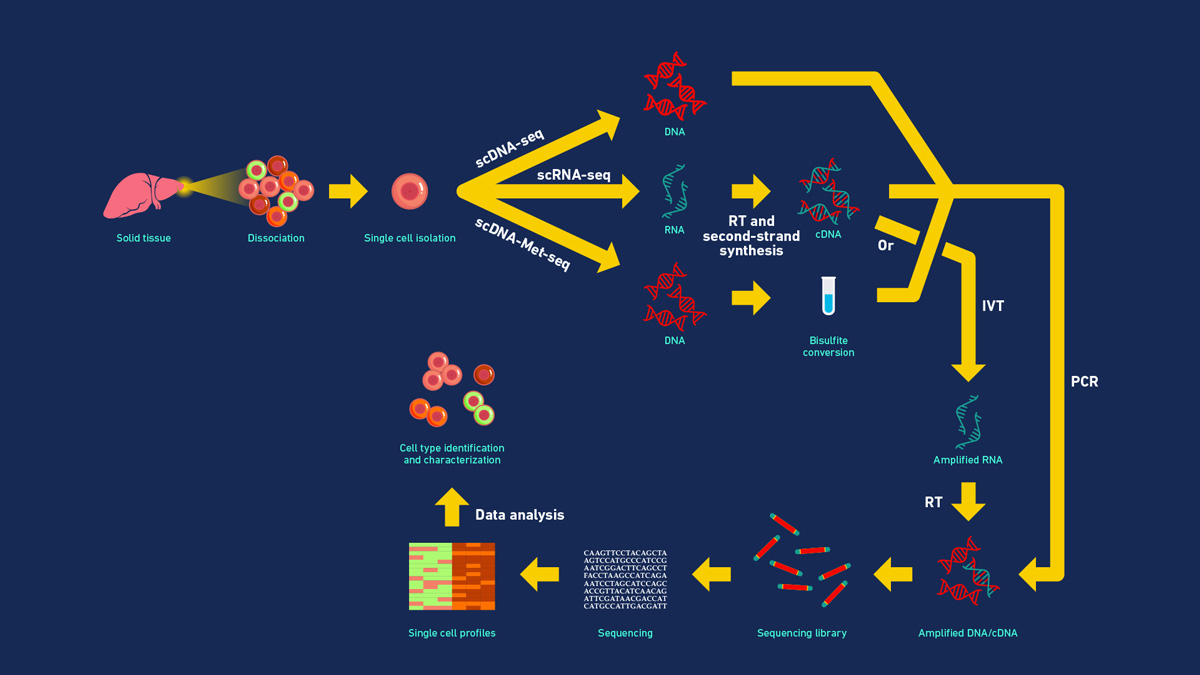 Solid tissue
Dissociation
Single cell isolation
scDNA-seq
scRNA-seq
scDNA-Met-seq
DNA
RNA
DNA
RT and
second-strand
synthesis
cDNA
Or
Bisulfite
conversion
IVT
PCR
Amplified RNA
RT
Amplified DNA/cDNA
Sequencing library
CAAGTTCCTACAGCTA
AGTCCATGCCCATCCG
AATCGGACTTCAGCCT
FACCTAAGCCATCAGA
AATCCTAGCATCCAGC
ACCGTTACATCAACAG
ATTCGATAACGACCAT
CATGCCATTGACGATT
Sequencing
Single cell profiles
Data analysis
Cell type identification
and characterization